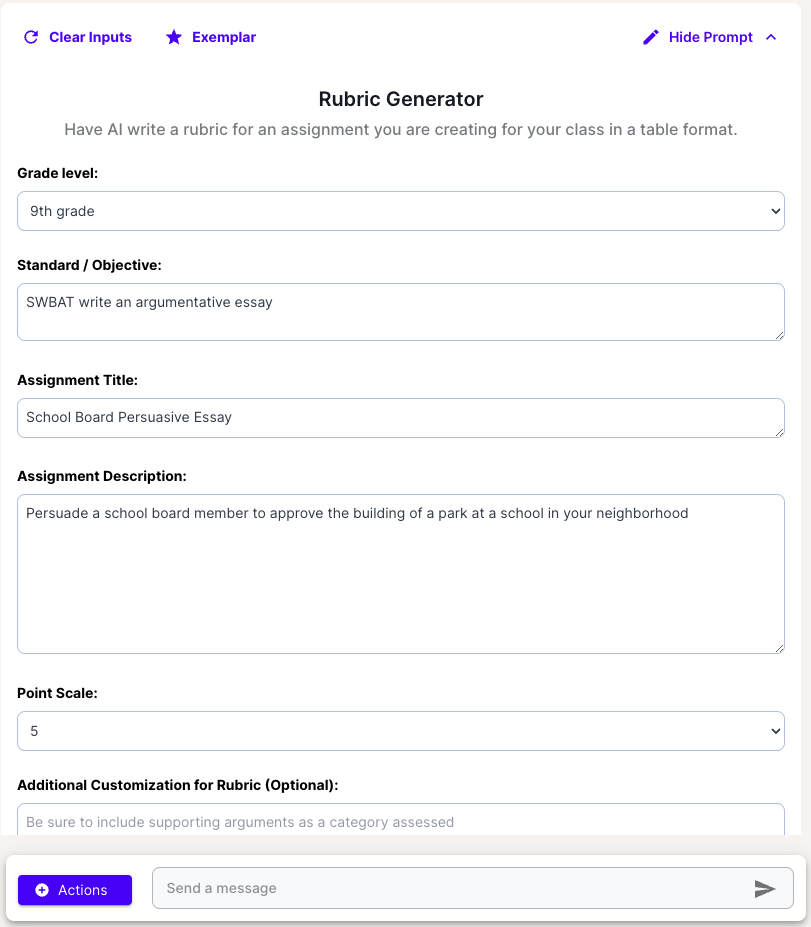 Clear Inputs Exemplar Hide Prompt
Rubric Generator
Have AI write a rubric for an assignment you are creating for your class in a table format.
Grade level:
9th grade
Standard / Objective:
SWBAT write an argumentative essay
Assignment Title:
School Board Persuasive Essay
Assignment Description:
Persuade a school board member to approve the building of a park at a school in your neighborhood
Point Scale:
5
Additional Customization for Rubric (Optional):
Be sure to include supporting arguments as a category assessed
Actions Send a message